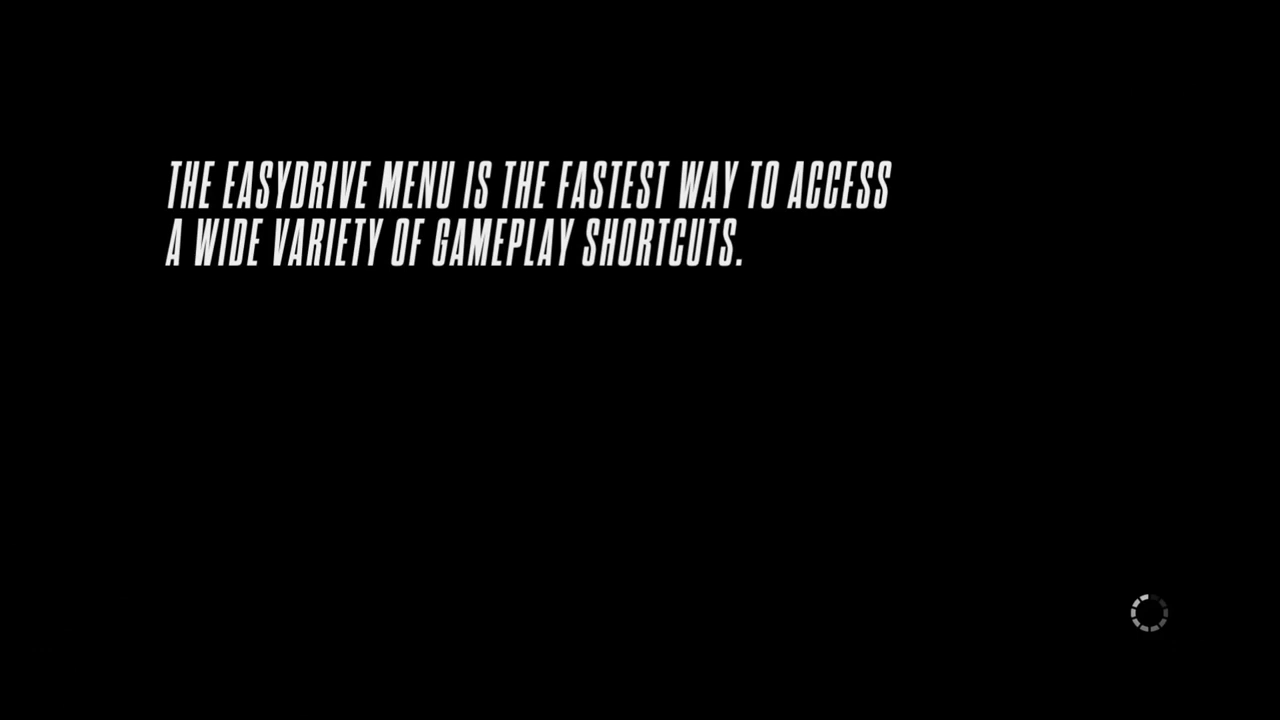 THE EASYDRIVE MENU IS THE FASTEST WAY TO ACCESS
A WIDE VARIETY OF GAMEPLAY SHORTCUTS.